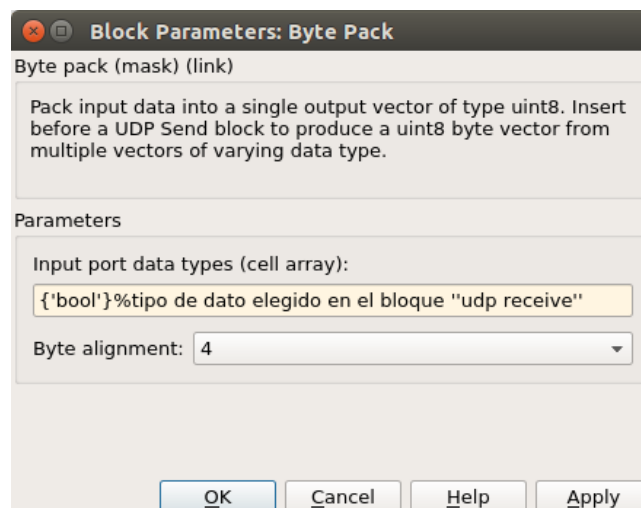 Block Parameters: Byte Pack
Byte pack (mask) (link)
Pack input data into a single output vector of type uint8. Insert
before a UDP Send block to produce a uint8 byte vector from
multiple vectors of varying data type.
Parameters
Input port data types (cell array):
{'bool'}%tipo de dato elegido en el bloque ''udp receive''
Byte alignment: 4
OK Cancel Help Apply